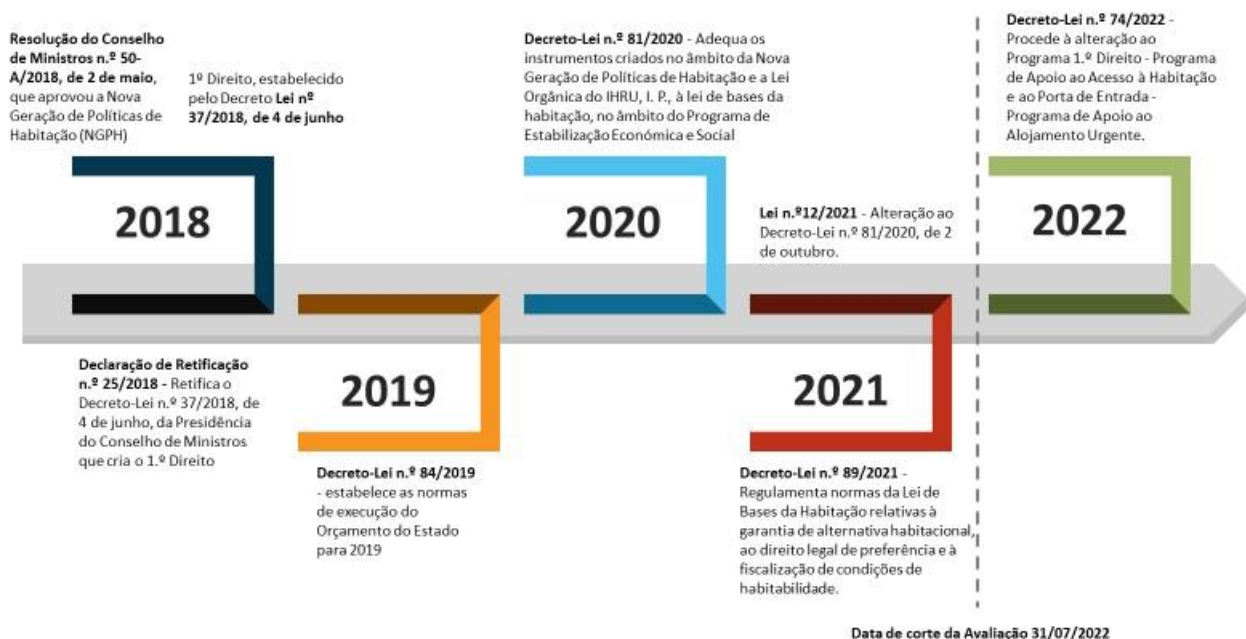 Resolução do Conselho
de Ministros n.º 50-
A/2018, de 2 de maio,
que aprovou a Nova
Geração de Políticas de
Habitação (NGPH)
1º Direito, estabelecido
pelo Decreto Lei nº
37/2018, de 4 de junho
2018
Declaração de Retificação
n.º 25/2018 - Retifica o
Decreto-Lei n.º 37/2018, de
4 de junho, da Presidência
do Conselho de Ministros
que cria o 1.º Direito
2019
Decreto-Lei n.º 84/2019
- estabelece as normas
de execução do
Orçamento do Estado
para 2019
Decreto-Lei n.º 81/2020 - Adequa os
instrumentos criados no âmbito da Nova
Geração de Políticas de Habitação e a Lei
Orgânica do IHRU, I. P., à lei de bases da
habitação, no âmbito do Programa de
Estabilização Económica e Social
2020
Lei n.º12/2021 - Alteração ao
Decreto-Lei n.º 81/2020, de 2
de outubro.
2021
Decreto-Lei n.º 89/2021 -
Regulamenta normas da Lei de
Bases da Habitação relativas à
garantia de alternativa habitacional,
ao direito legal de preferência e à
fiscalização de condições de
habitabilidade.
Decreto-Lei n.º 74/2022 -
Procede à alteração ao
Programa 1.º Direito - Programa
de Apoio ao Acesso à Habitação
e ao Porta de Entrada -
Programa de Apoio ao
Alojamento Urgente.
2022
Data de corte da Avaliação 31/07/2022